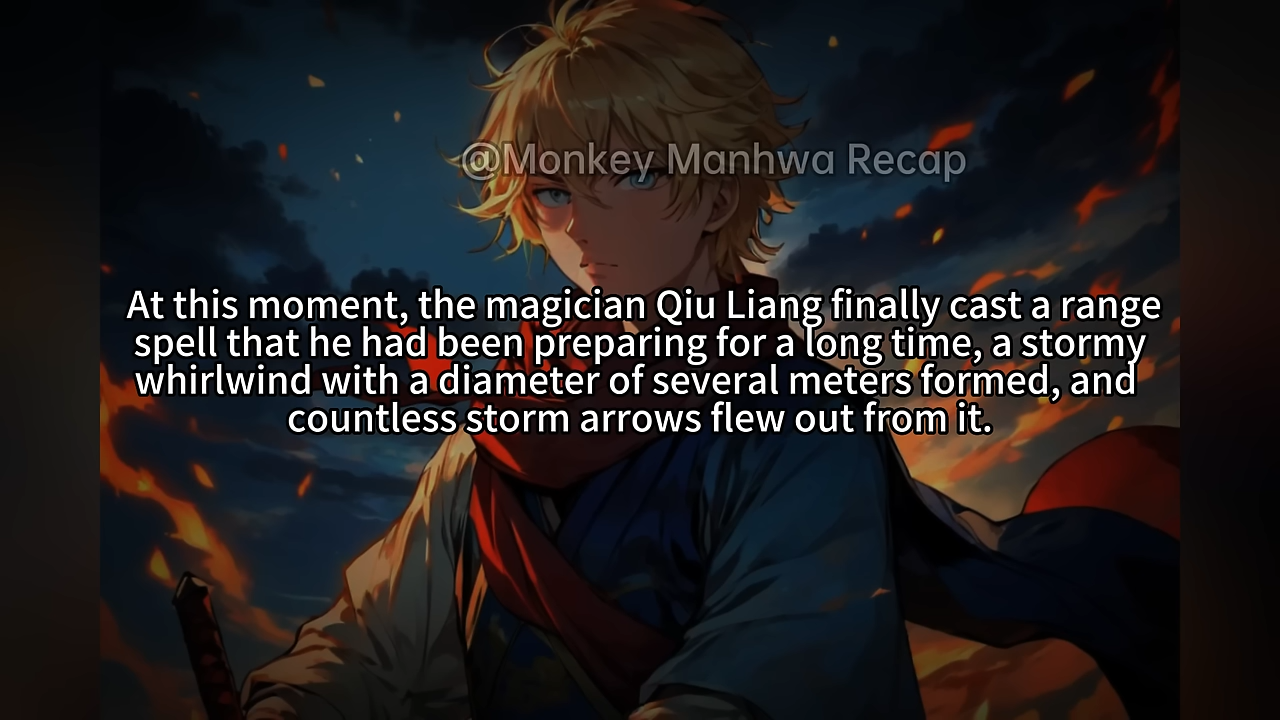 @Monkey Manhwa Recap
At this moment, the magician Qiu Liang finally cast a range
spell that he had been preparing for a long time, a stormy
whirlwind with a diameter of several meters formed, and
countless storm arrows flew out from it.